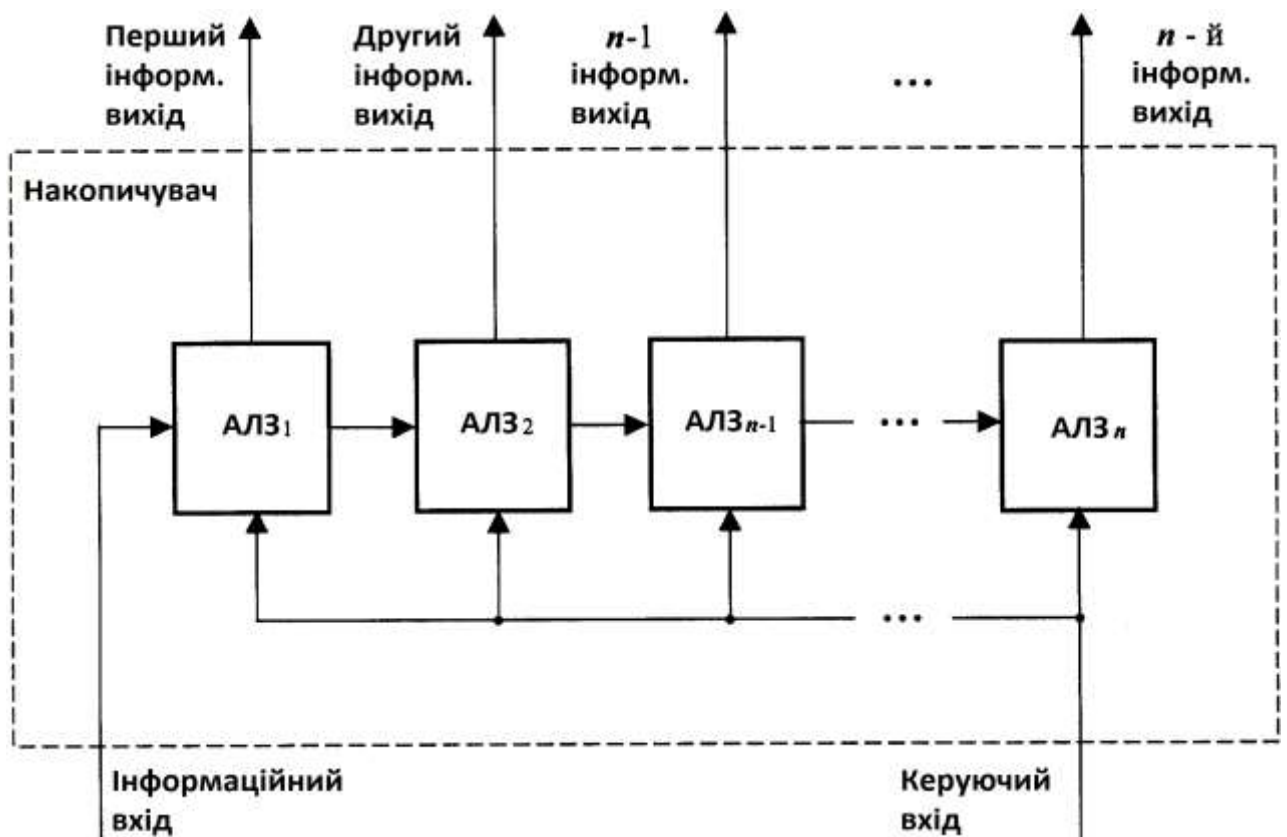 Перший
інформ.
вихід
Другий
інформ.
вихід
n-1
інформ.
вихід
...
n - й
інформ.
вихід
Накопичувач
АЛЗ1
АЛЗ2
АЛЗn-1
...
АЛЗn
...
Інформаційний
вхід
Керуючий
вхід